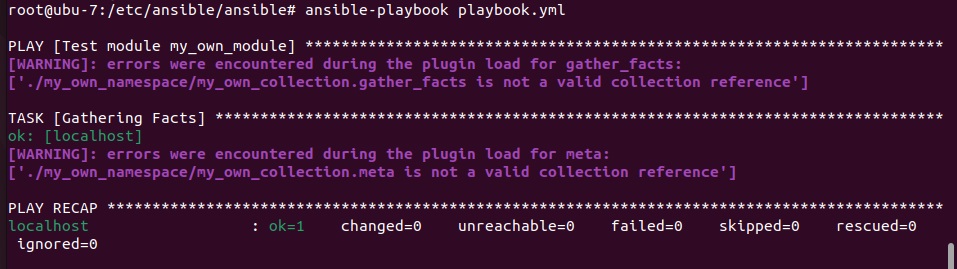 root@ubu-7:/etc/ansible/ansible# ansible-playbook playbook.yml
PLAY [Test module my_own_module] ***********************************************************************
[WARNING]: errors were encountered during the plugin load for gather_facts:
['./my_own_namespace/my_own_collection.gather_facts is not a valid collection reference']
TASK [Gathering Facts] *********************************************************************************
ok: [localhost]
[WARNING]: errors were encountered during the plugin load for meta:
['./my_own_namespace/my_own_collection.meta is not a valid collection reference']
PLAY RECAP *********************************************************************************************
localhost                  : ok=1    changed=0    unreachable=0    failed=0    skipped=0    rescued=0
 ignored=0